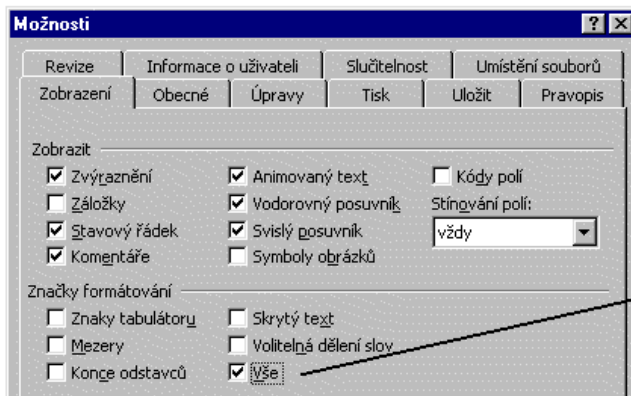 Možnosti
Revize Informace o uživateli Slučitelnost Umístění souborů
Zobrazení Obecné Úpravy Tisk Uložit Pravopis
Zobrazit
Zvýraznění Animovaný text Kódy polí
Záložky Vodorovný posuvník Stínování polí:
Stavový řádek Svislý posuvník vždy
Komentáře Symboly obrázků
Značky formátování
Znaky tabulátoru Skrytý text
Mezery Volitelná dělení slov
Konce odstavců Vše